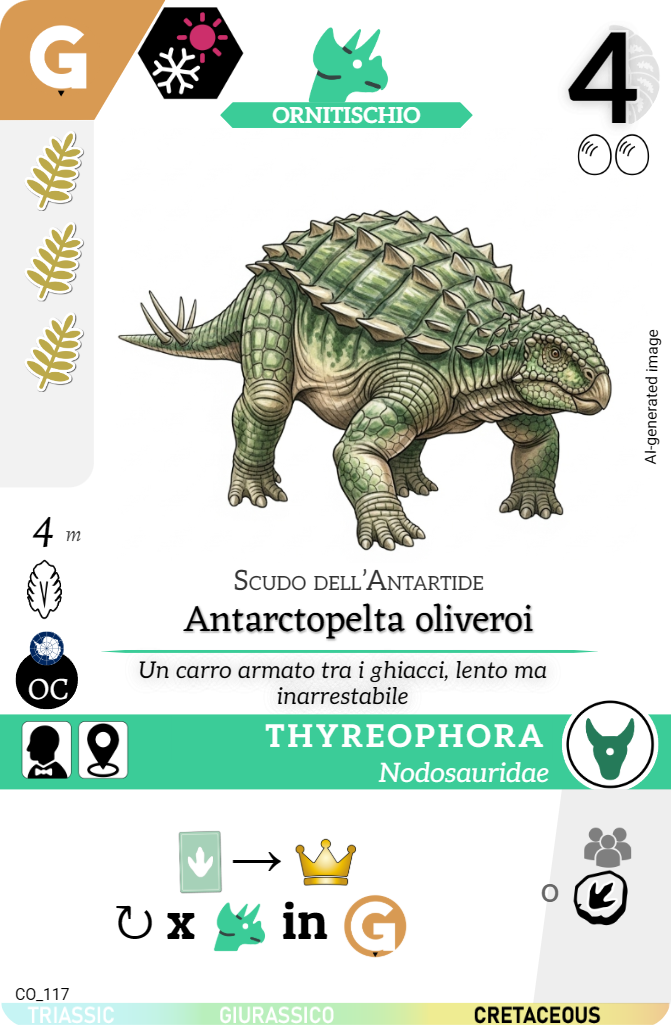 G
4
ORNITISCHIO
AI-generated image
4 m
SCUDO DELL'ANTARTIDE
Antarctopelta oliveroi
OC
Un carro armato tra i ghiacci, lento ma
inarrestabile
THYREOPHORA
Nodosauridae
x in G
O
CO_117
TRIASSIC GIURASSICO CRETACEOUS